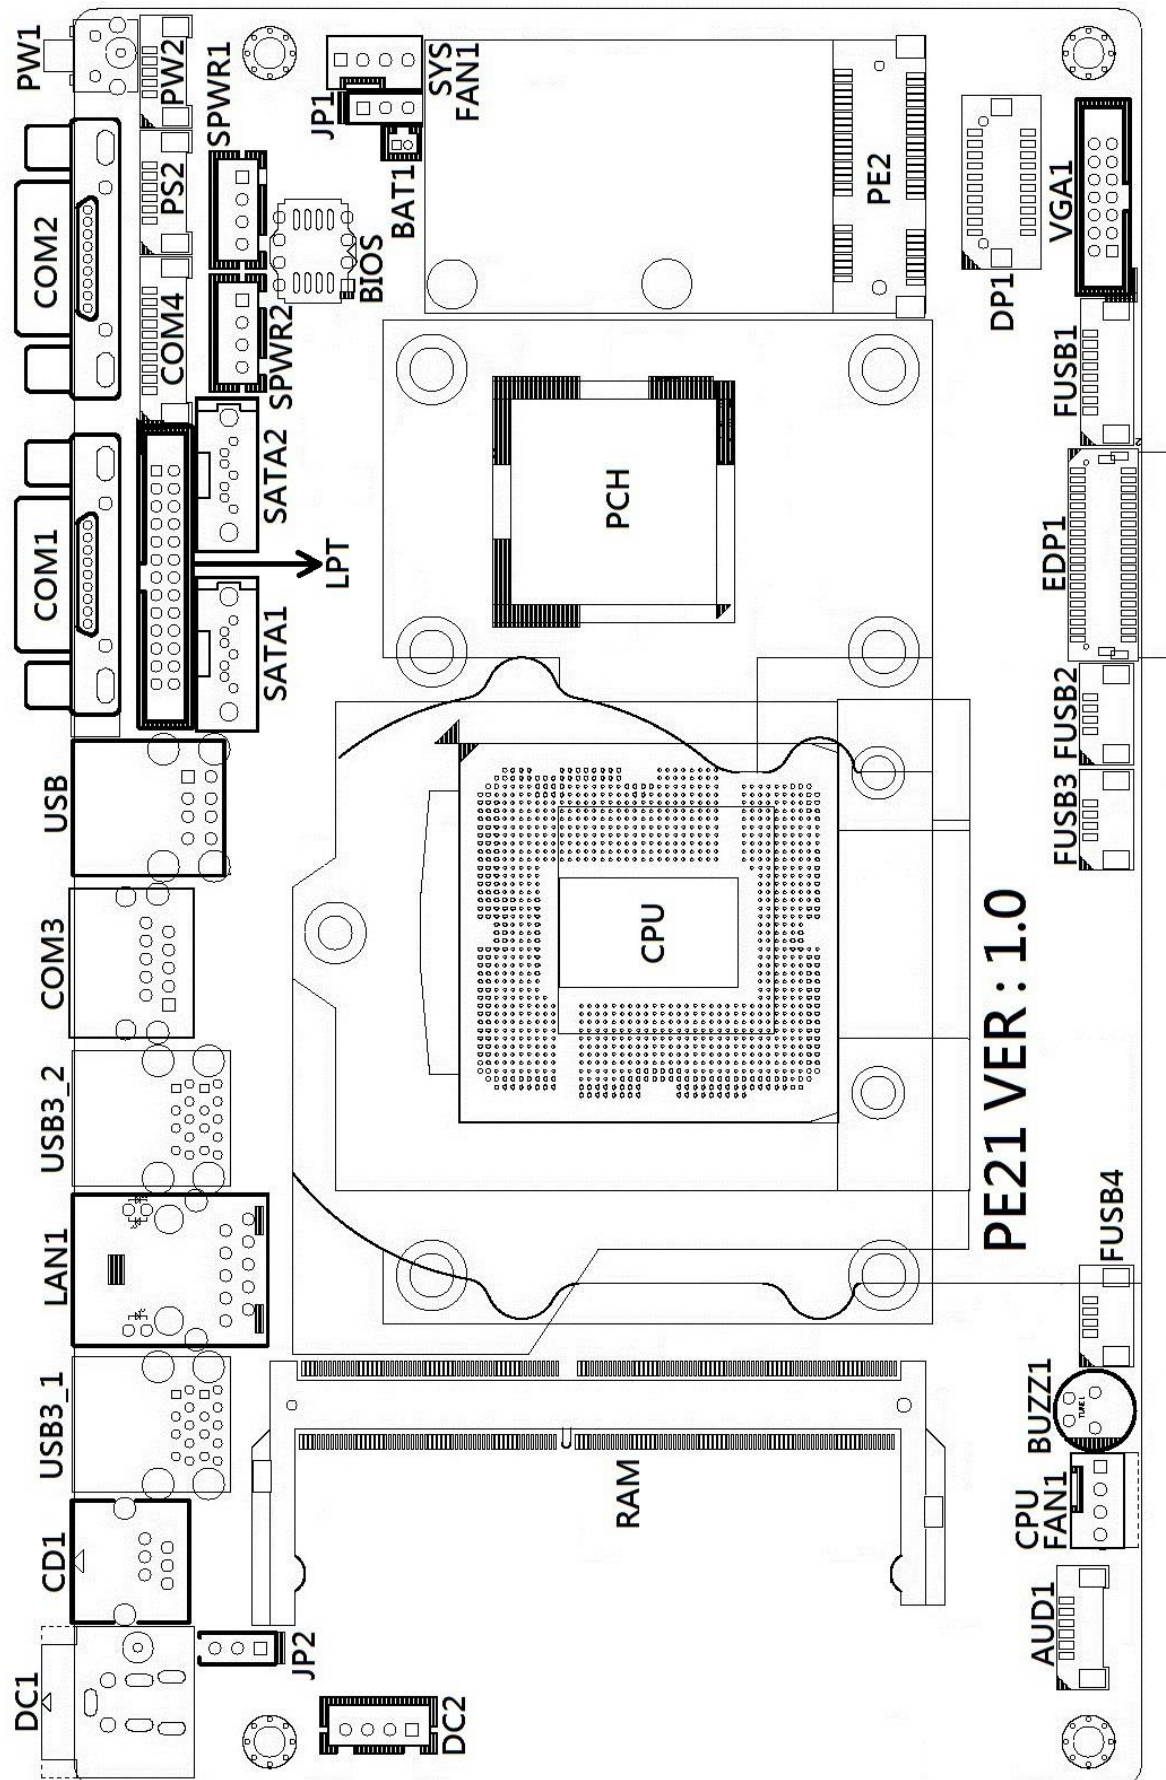 PW1
PW2
SPWR1
JP1
SYS
FAN1
COM2
PS2
BAT1
PE2
VGA1
COM4
BIOS
DP1
SPWR2
FUSB1
COM1
SATA2
LPT
PCH
EDP1
2
SATA1
FUSB2
USB
FUSB3
COM3
CPU
PE21 VER : 1.0
USB3_2
LAN1
FUSB4
USB3_1
BUZZ1
RAM
CPU
FAN1
CD1
AUD1
DC1
JP2
DC2